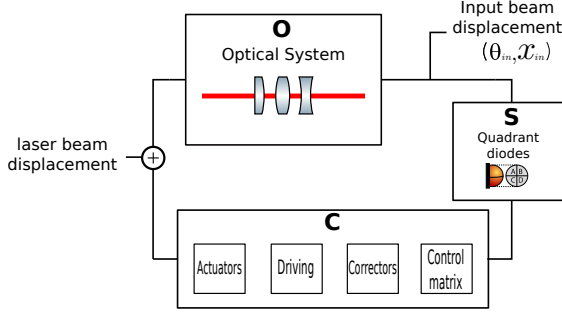 Input beam
displacement
(θin,xin)
O
Optical System
S
Quadrant
diodes
A B
C D
laser beam
displacement
+
C
Actuators
Driving
Correctors
Control
matrix